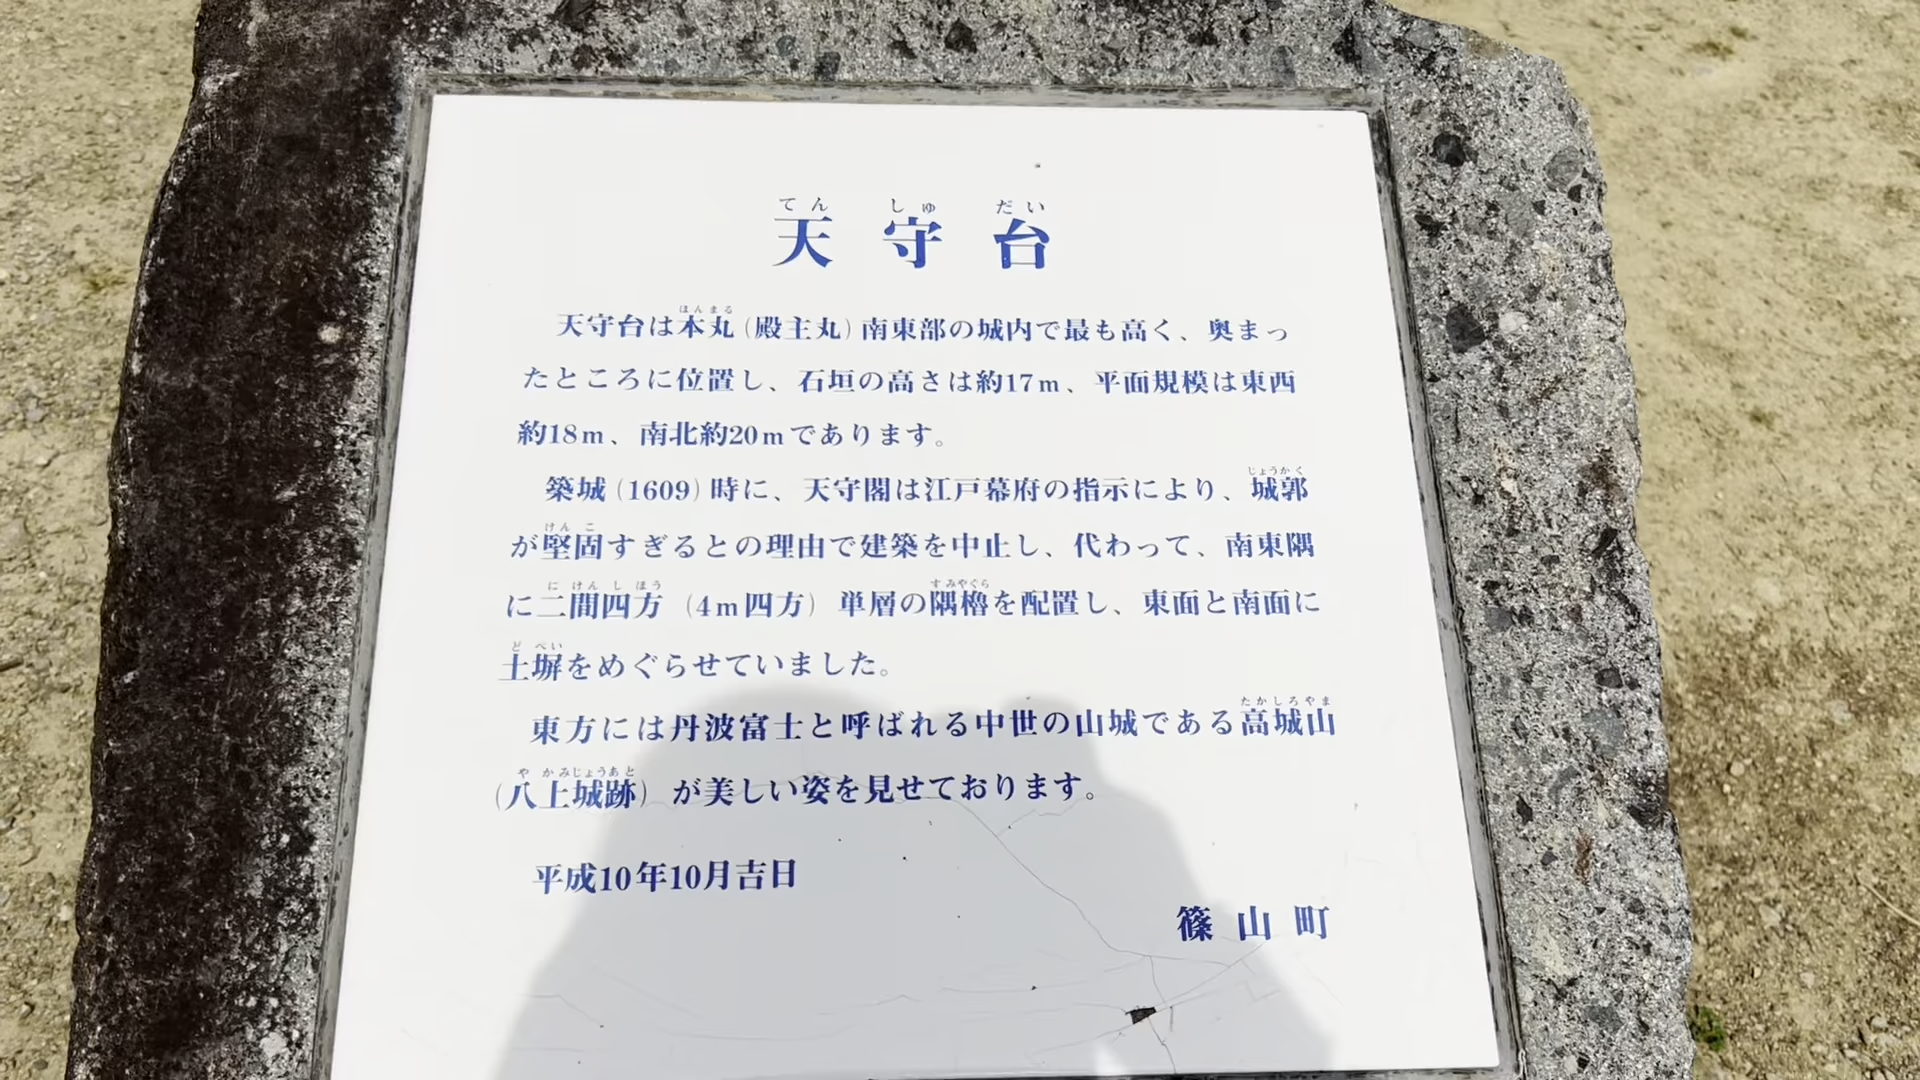 てん しゅ だい
天守台
ほんまる
天守台は本丸(殿主丸)南東部の城内で最も高く、奥まっ
たところに位置し、石垣の高さは約17m、平面規模は東西
約18m、南北約20mであります。
じょうかく
築城(1609)時に、天守閣は江戸幕府の指示により、城郭
けんこ
が堅固すぎるとの理由で建築を中止し、代わって、南東隅
にけんしほう すみやぐら
に二間四方(4m四方)単層の隅櫓を配置し、東面と南面に
どべい
土塀をめぐらせていました。
たかしろやま
東方には丹波富士と呼ばれる中世の山城である高城山
やかみじょうあと
(八上城跡)が美しい姿を見せております。
平成10年10月吉日
篠山町